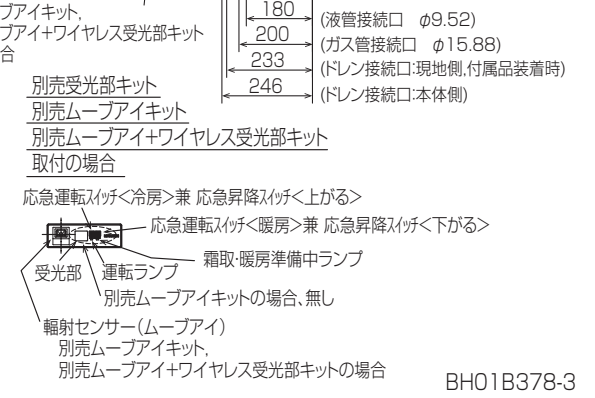 ブアイキット,
ブアイ+ワイヤレス受光部キット
合
180 (液管接続口 φ9.52)
200 (ガス管接続口 φ15.88)
233 (ドレン接続口:現地側,付属品装着時)
246 (ドレン接続口:本体側)
別売受光部キット
別売ムーブアイキット
別売ムーブアイ+ワイヤレス受光部キット
取付の場合
応急運転スイッチ<冷房>兼 応急昇降スイッチ<上がる>
応急運転スイッチ<暖房>兼 応急昇降スイッチ<下がる>
霜取･暖房準備中ランプ
受光部 運転ランプ
別売ムーブアイキットの場合、無し
輻射センサー(ムーブアイ)
別売ムーブアイキット,
別売ムーブアイ+ワイヤレス受光部キットの場合
BH01B378-3